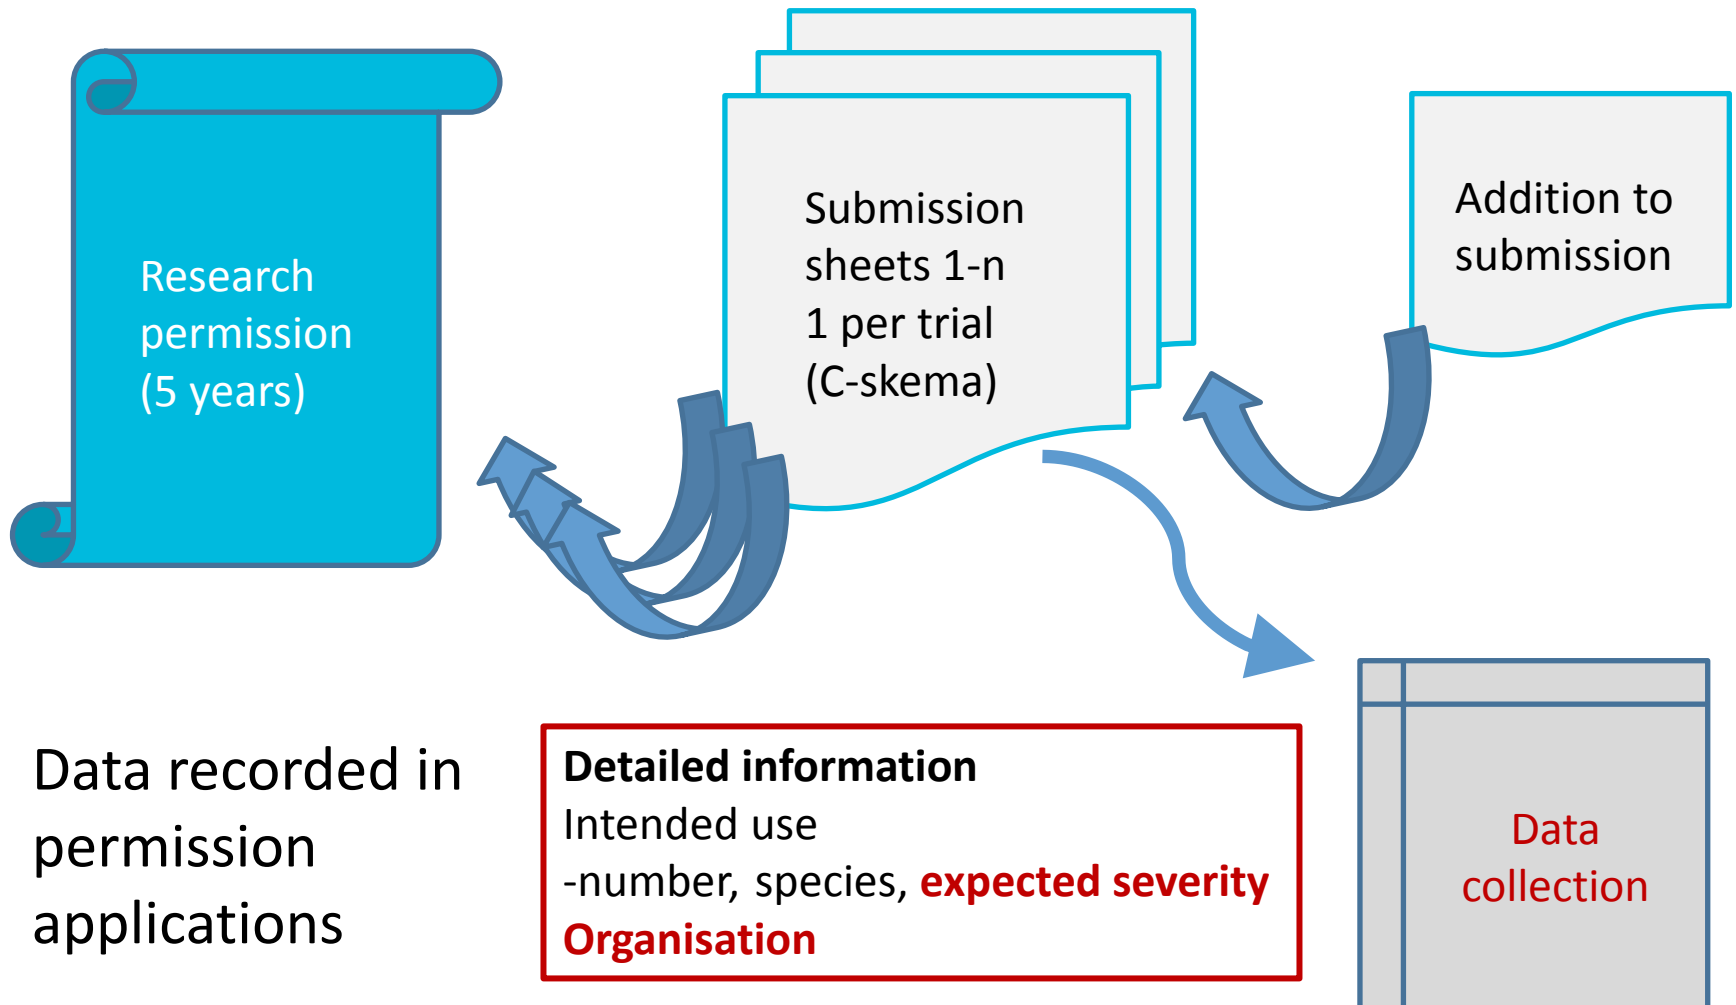 Research
permission
(5 years)
Submission
sheets 1-n
1 per trial
(C-skema)
Addition to
submission
Data recorded in
permission
applications
Detailed information
Intended use
-number, species, expected severity
Organisation
Data
collection